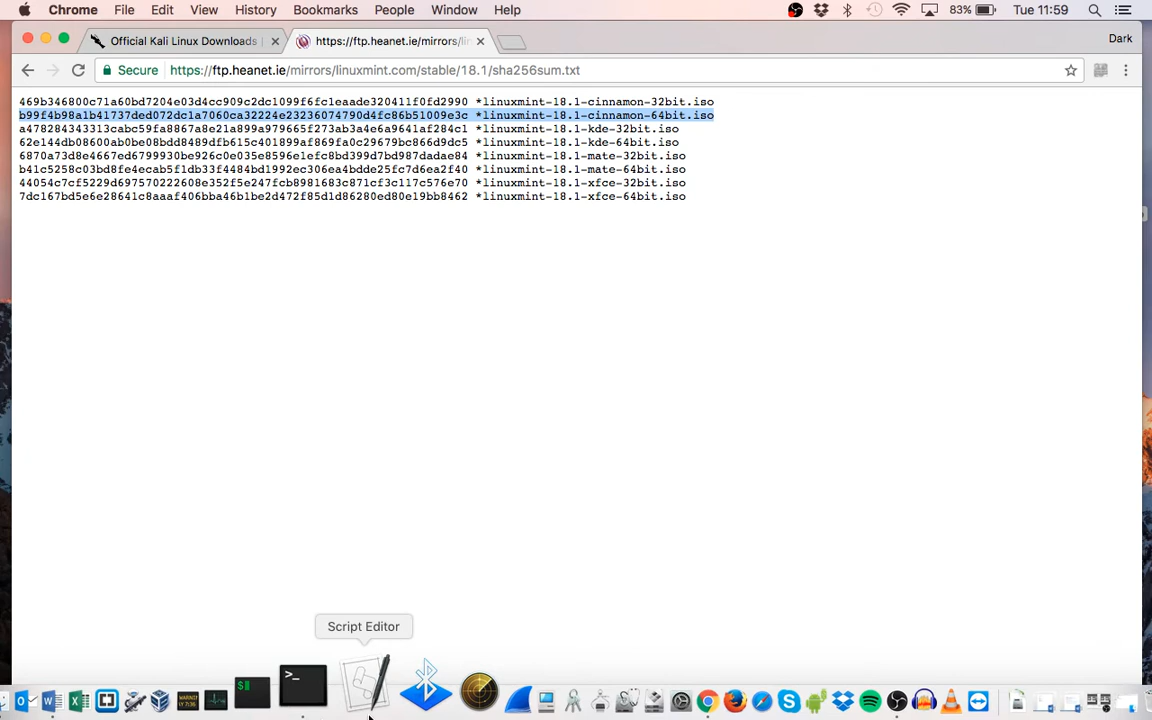 Chrome File Edit View History Bookmarks People Window Help 83% Tue 11:59
Official Kali Linux Downloads | https://ftp.heanet.ie/mirrors/lin Dark
Secure https://ftp.heanet.ie/mirrors/linuxmint.com/stable/18.1/sha256sum.txt
469b346800c71a60bd7204e03d4cc909c2dc1099f6fc1eaade320411f0fd2990 *linuxmint-18.1-cinnamon-32bit.iso
b99f4b98a1b41737ded072dc1a7060ca32224e23236074790d4fc86b51009e3c *linuxmint-18.1-cinnamon-64bit.iso
a478284343313cabc59fa8867a8e21a899a979665f273ab3a4e6a9641af284c1 *linuxmint-18.1-kde-32bit.iso
62e144db08600ab0be08bdd8489dfb615c401899af869fa0c29679bc866d9dc5 *linuxmint-18.1-kde-64bit.iso
6870a73d8e4667ed6799930be926c0e035e8596e1efc8bd399d7bd987dadae84 *linuxmint-18.1-mate-32bit.iso
b41c5258c03bd8fe4ecab5f1db33f4484bd1992ec306ea4bdde25fc7d6ea2f40 *linuxmint-18.1-mate-64bit.iso
44054c7cf5229d697570222608e352f5e247fcb8981683c871cf3c117c576e70 *linuxmint-18.1-xfce-32bit.iso
7dc167bd5e6e28641c8aaaf406bba46b1be2d472f85d1d86280ed80e19bb8462 *linuxmint-18.1-xfce-64bit.iso
Script Editor